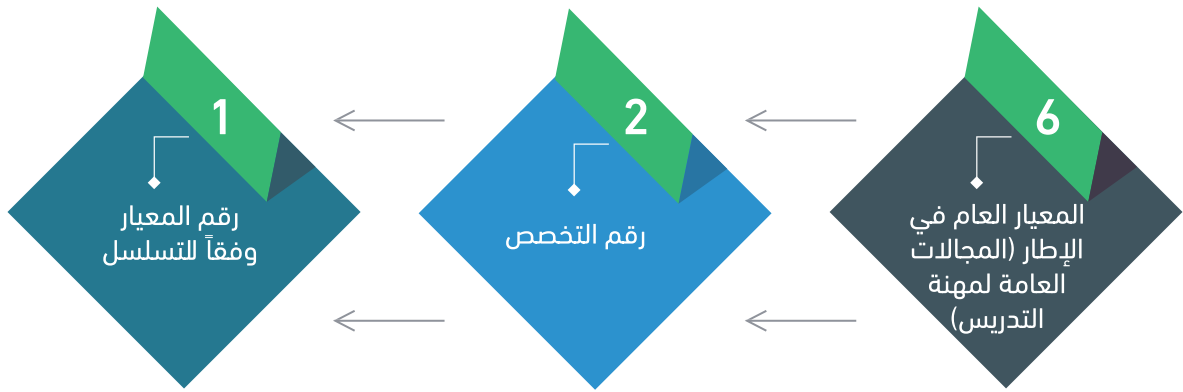 6
المعيار العام في
الإطار (المجالات
العامة لمهنة
التدريس)
2
رقم التخصص
1
رقم المعيار
وفقاً للتسلسل